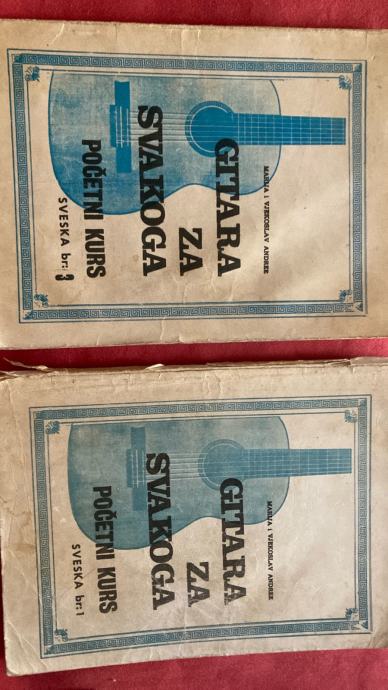 MARIJA I VJEKOSLAV ANDREE
GITARA
ZA
SVAKOGA
POČETNI KURS
SVESKA br: 3
MARIJA I VJEKOSLAV ANDREE
GITARA
ZA
SVAKOGA
POČETNI KURS
SVESKA br: 1